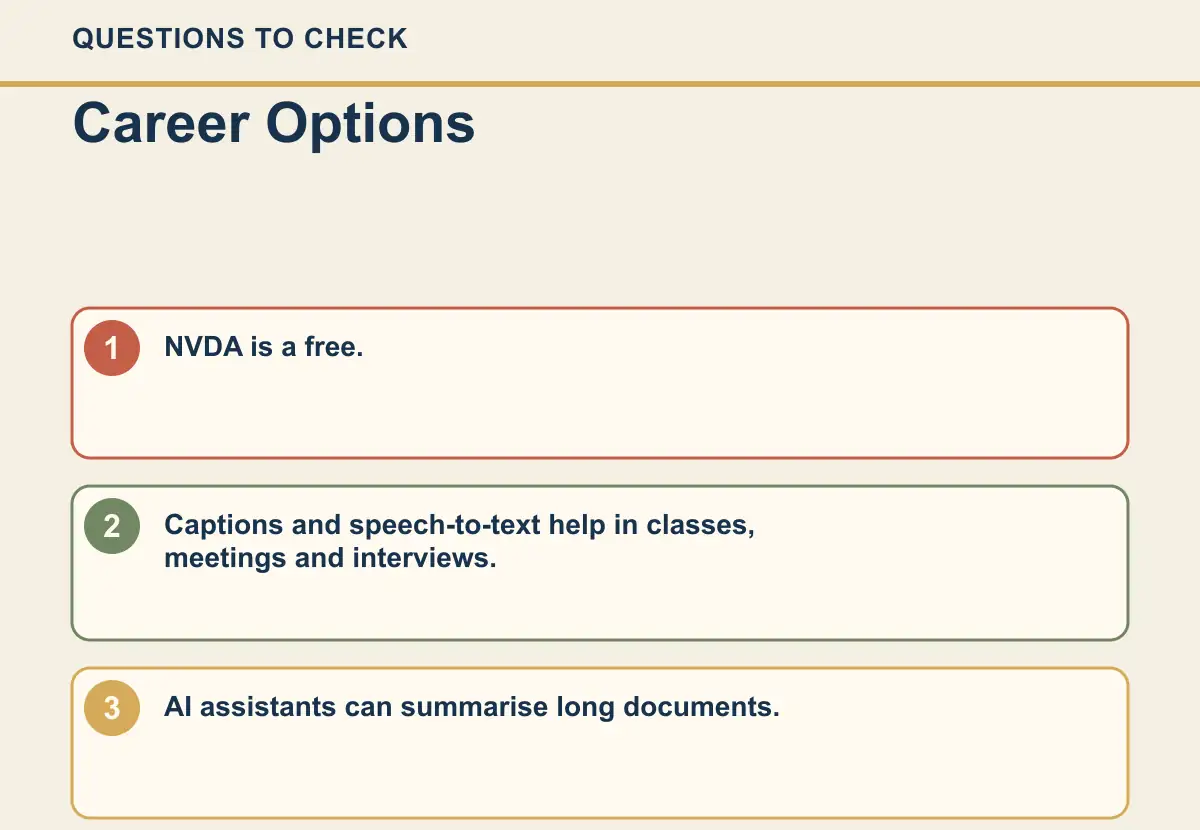 QUESTIONS TO CHECK
Career Options
1
NVDA is a free.
2
Captions and speech-to-text help in classes,
meetings and interviews.
3
AI assistants can summarise long documents.